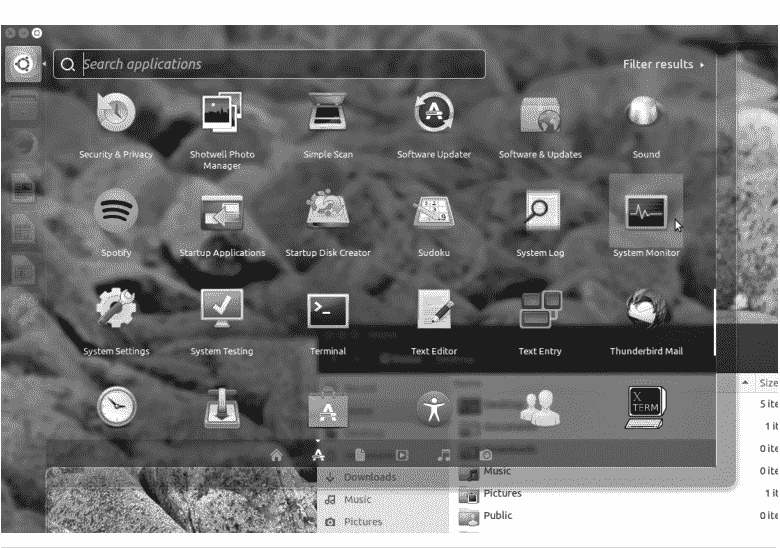 Search applications
Filter results
Security & Privacy
Shotwell Photo
Manager
Simple Scan
Software Updater
Software & Updates
Sound
Spotify
Startup Applications
Startup Disk Creator
Sudoku
System Log
System Monitor
System Settings
System Testing
Terminal
Text Editor
Text Entry
Thunderbird Mail
X
TERM
Size
5 ite
1 it
0 ite
Downloads
Music
0 ite
Music
Pictures
1 it
Pictures
Public
0 ite